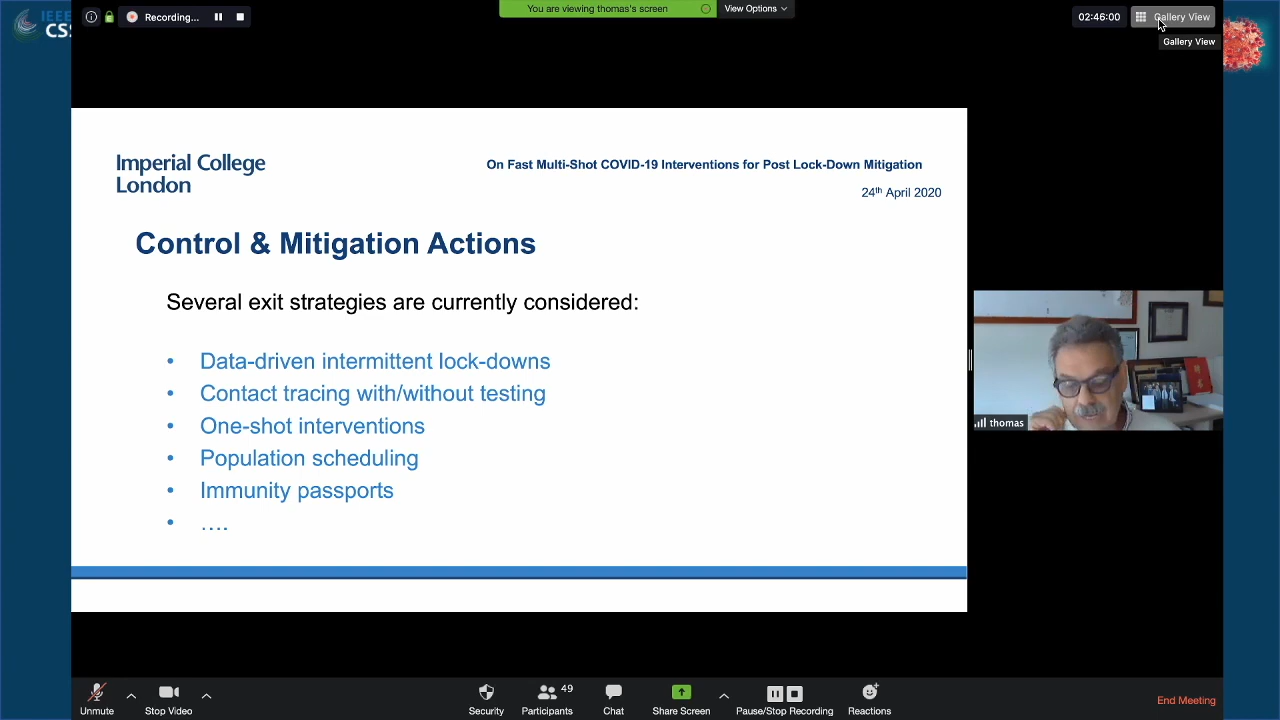 IEEE
CSS
Recording...
You are viewing thomas's screen
View Options
02:46:00
Gallery View
Gallery View
Imperial College
London
On Fast Multi-Shot COVID-19 Interventions for Post Lock-Down Mitigation
24th April 2020
Control & Mitigation Actions
Several exit strategies are currently considered:
• Data-driven intermittent lock-downs
• Contact tracing with/without testing
• One-shot interventions
• Population scheduling
• Immunity passports
• ….
thomas
Unmute
Stop Video
Security
Participants
49
Chat
Share Screen
Pause/Stop Recording
Reactions
End Meeting